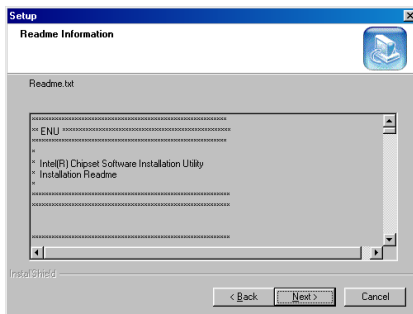 Setup
Readme Information
Readme.txt
************************************************************
** ENU ***************************************************
************************************************************
*
* Intel(R) Chipset Software Installation Utility
* Installation Readme
*
*************************************************************
*************************************************************
*************************************************************
InstallShield
< Back
Next >
Cancel